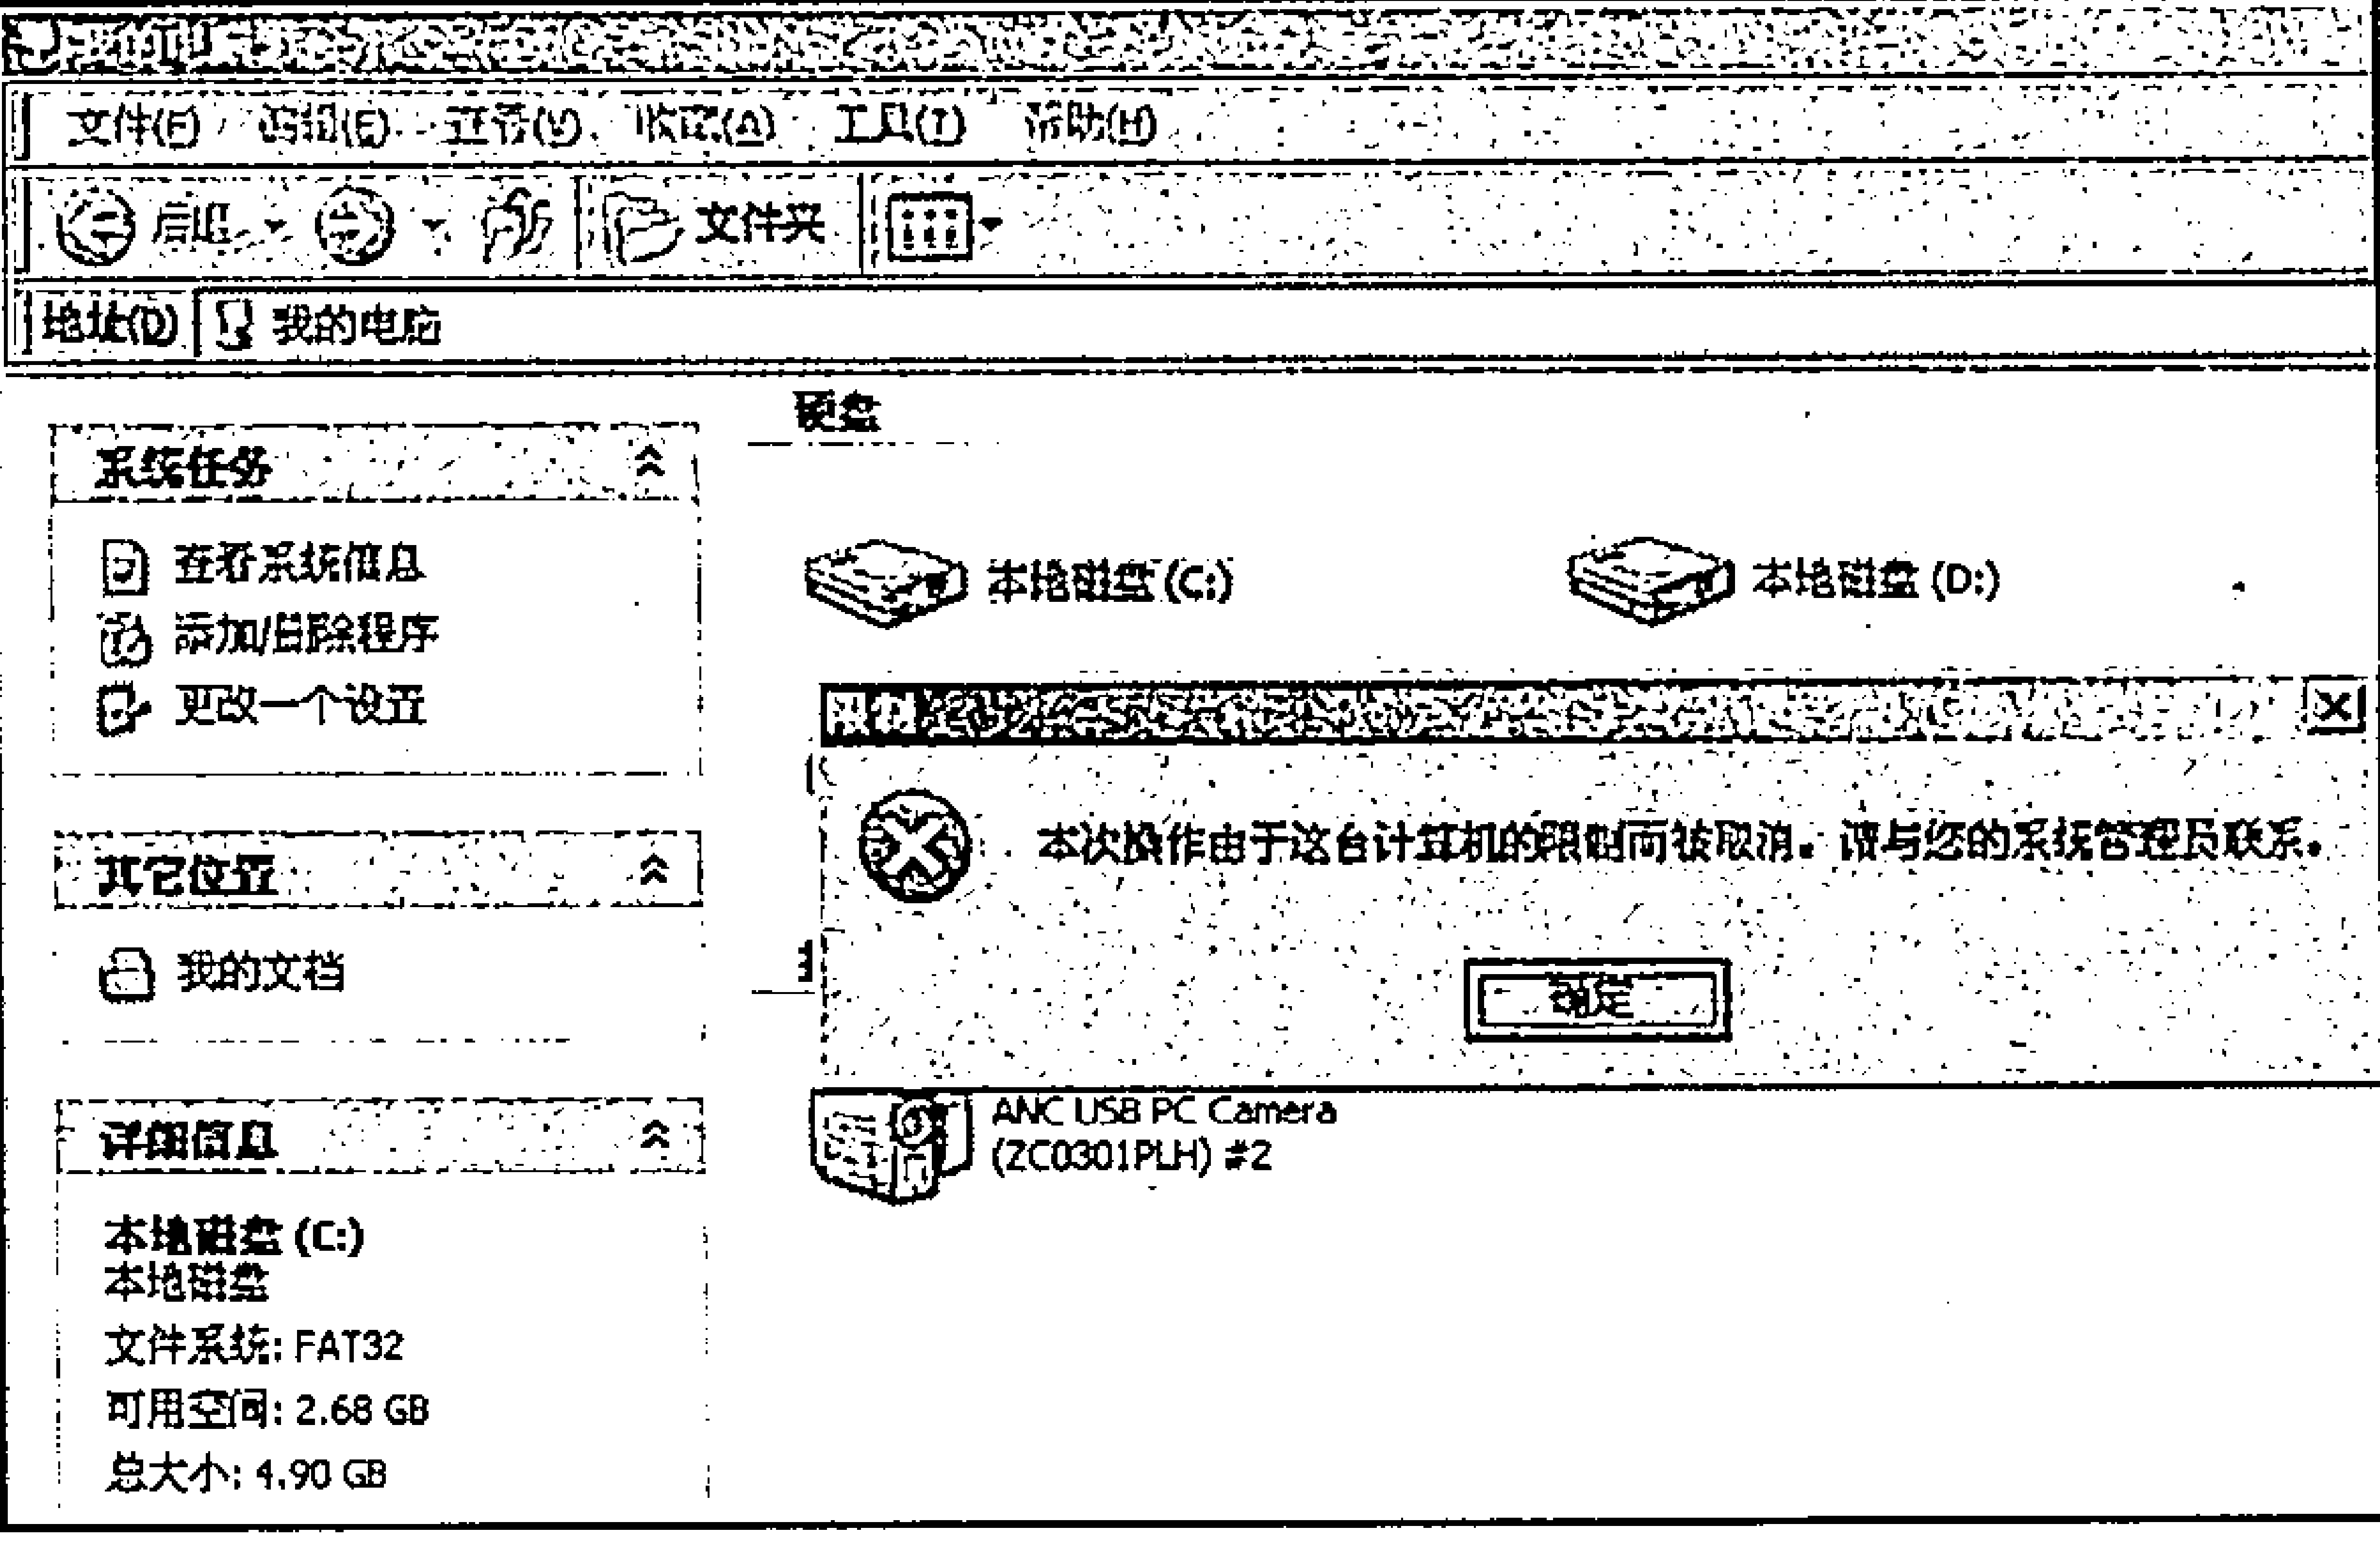 文件(F) 编辑(E) 查看(V) 收藏(A) 工具(T) 帮助(H)
后退 文件夹
地址(D) 我的电脑
硬盘
系统任务
查看系统信息
添加/删除程序
更改一个设置
本地磁盘 (C:) 本地磁盘 (D:)
限制
本次操作由于这台计算机的限制而被取消。请与您的系统管理员联系。
确定
其它位置
我的文档
ANC USB PC Camera
(ZC0301PLH) #2
详细信息
本地磁盘 (C:)
本地磁盘
文件系统: FAT32
可用空间: 2.68 GB
总大小: 4.90 GB